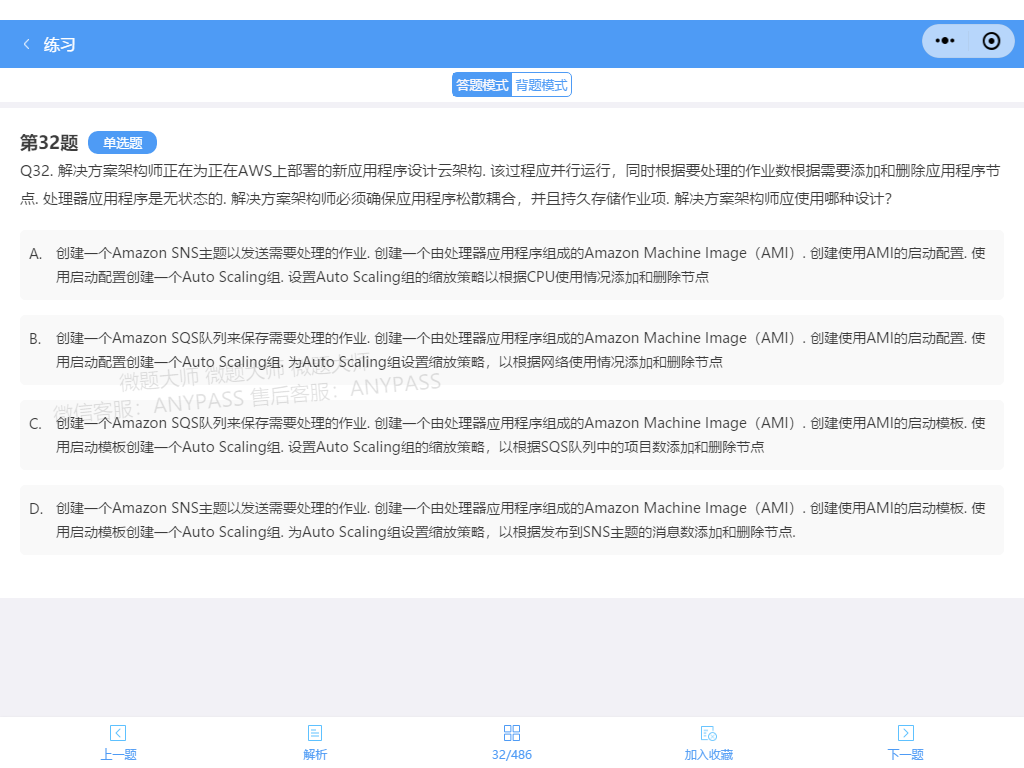 练习
答题模式 背题模式
第32题 单选题
Q32. 解决方案架构师正在为正在AWS上部署的新应用程序设计云架构. 该过程应并行运行，同时根据要处理的作业数根据需要添加和删除应用程序节
点. 处理器应用程序是无状态的. 解决方案架构师必须确保应用程序松散耦合，并且持久存储作业项. 解决方案架构师应使用哪种设计？
A. 创建一个Amazon SNS主题以发送需要处理的作业. 创建一个由处理器应用程序组成的Amazon Machine Image（AMI）. 创建使用AMI的启动配置. 使
用启动配置创建一个Auto Scaling组. 设置Auto Scaling组的缩放策略以根据CPU使用情况添加和删除节点
B. 创建一个Amazon SQS队列来保存需要处理的作业. 创建一个由处理器应用程序组成的Amazon Machine Image（AMI）. 创建使用AMI的启动配置. 使
用启动配置创建一个Auto Scaling组. 为Auto Scaling组设置缩放策略，以根据网络使用情况添加和删除节点
微题大师 微题大师 微题大师
微信客服：ANYPASS 售后客服：ANYPASS
C. 创建一个Amazon SQS队列来保存需要处理的作业. 创建一个由处理器应用程序组成的Amazon Machine Image（AMI）. 创建使用AMI的启动模板. 使
用启动模板创建一个Auto Scaling组. 设置Auto Scaling组的缩放策略，以根据SQS队列中的项目数添加和删除节点
D. 创建一个Amazon SNS主题以发送需要处理的作业. 创建一个由处理器应用程序组成的Amazon Machine Image（AMI）. 创建使用AMI的启动模板. 使
用启动模板创建一个Auto Scaling组. 为Auto Scaling组设置缩放策略，以根据发布到SNS主题的消息数添加和删除节点.
上一题 解析 32/486 加入收藏 下一题